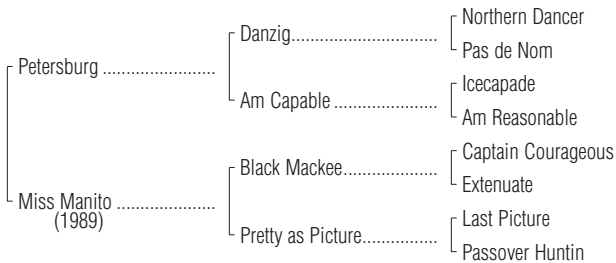 Northern Dancer
Danzig..................................
Pas de Nom
Petersburg ..........................
Icecapade
Am Capable ........................
Am Reasonable
Captain Courageous
Black Mackee......................
Extenuate
Miss Manito .......................
(1989)
Last Picture
Pretty as Picture.................
Passover Huntin